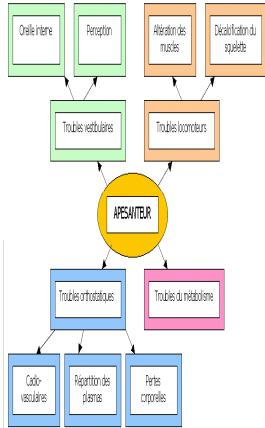 Oreille interne
Perception
Altération des
muscles
Décalcification du
squelette
Troubles vestibulaires
Troubles locomoteurs
APESANTEUR
Troubles orthostatiques
Troubles du métabolisme
Cadio-
vasculaires
Répartition des
plasmas
Pertes
corporelles